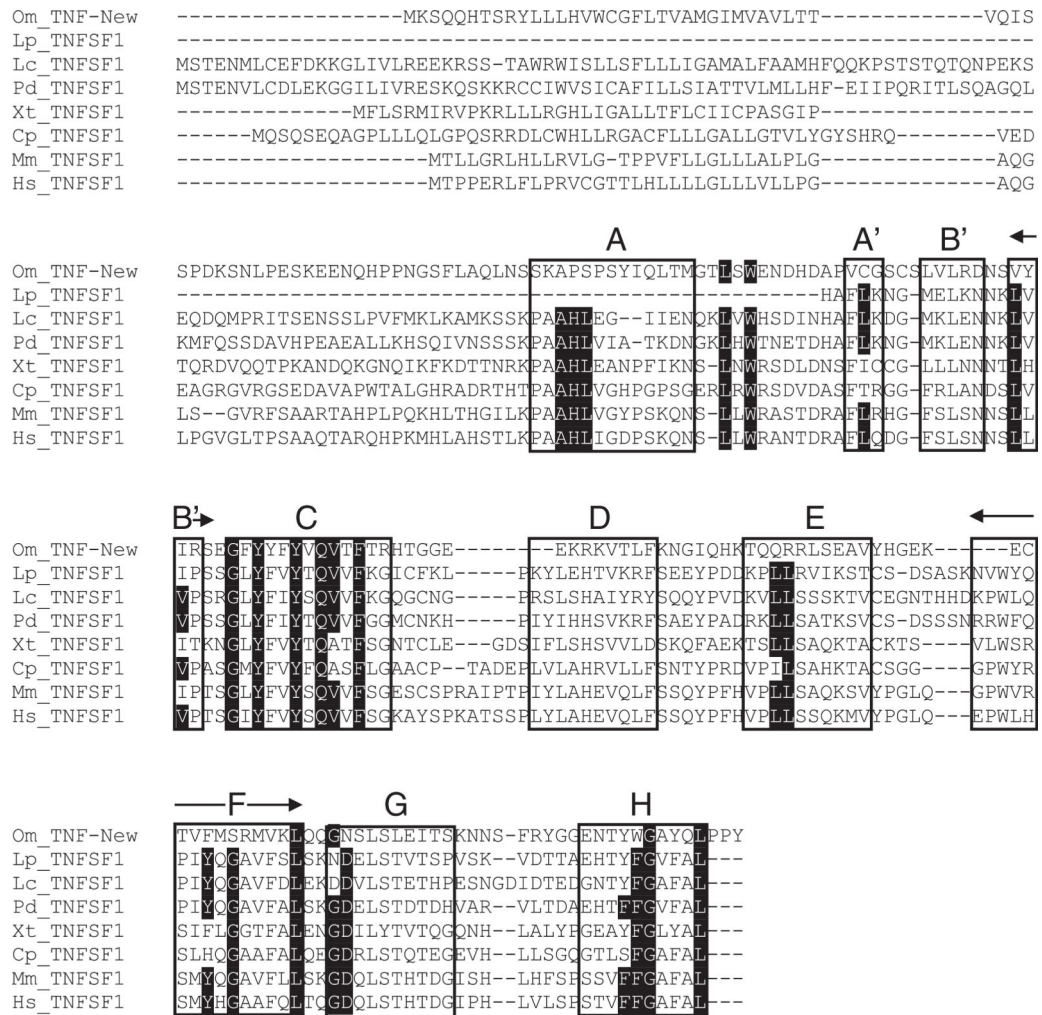 Om_TNF-New ------------------MKSQQHTSRYLLLHVWCGFLTVAMGIMVAVLTT-----------VQIS
Lp_TNFSF1 --------------------------------------------------------------------
Lc_TNFSF1 MSTENMLCEFDKKGLIVLREEKRSS-TAWRWISLLSFLLLIGAMALFAAMHFQQKPSTSTQTQNPEKS
Pd_TNFSF1 MSTENVLCDLEKGGILIVRESKQSKKRCCIWVSICAFILLSIATTVLMLLHF-EIIPQRITLSQAGQL
Xt_TNFSF1 --------------MFLSRMIRVPKRLLLRGHLIGALLTFLCIICPASGIP-----------------
Cp_TNFSF1 ------MQSQSEQAGPLLLQLGPQSRRDLCWHLLRGACFLLLGALLGTVLYGYSHRQ--------VED
Mm_TNFSF1 --------------------MTLLGRLHLLRVLG-TPPVFLLGLLLALPLG--------------AQG
Hs_TNFSF1 --------------------MTPPERLFLPRVCGTTLHLLLLGLLLVLLPG--------------AQG
A A' B' ←
Om_TNF-New SPDKSNLPESKEENQHPPNGSFLAQLNSSKAPSPSYIQLTMGTLSWENDHDAPVCGSCSLVLRDNSVY
Lp_TNFSF1 ---------------------------------------------------HAFLKNG-MELKNNKLV
Lc_TNFSF1 EQDQMPRITSENSSLPVFMKLKAMKSSKPAAHLEG--IIENQKLVWHSDINHAFLKDG-MKLENNKLV
Pd_TNFSF1 KMFQSSDAVHPEAEALLKHSQIVNSSSKPAAHLVIA-TKDNGKLHWTNETDHAFLKNG-MKLENNKLV
Xt_TNFSF1 TQRDVQQTPKANDQKGNQIKFKDTTNRKPAAHLEANPFIKNS-LNWRSDLDNSFICCG-LLLNNNTLH
Cp_TNFSF1 EAGRGVRGSEDAVAPWTALGHRADRTHTPAAHLVGHPGPSGERLRWRSDVDASFTRGG-FRLANDSLV
Mm_TNFSF1 LS--GVRFSAARTAHPLPQKHLTHGILKPAAHLVGYPSKQNS-LLWRASTDRAFLRHG-FSLSNNSLL
Hs_TNFSF1 LPGVGLTPSAAQTARQHPKMHLAHSTLKPAAHLIGDPSKQNS-LLWRANTDRAFLQDG-FSLSNNSLL
B'→ C D E ←
Om_TNF-New IRSEGFYYFYVQVTFTRHTGGE------EKRKVTLFKNGIQHKTQQRRLSEAVYHGEK-----EC
Lp_TNFSF1 IPSSGLYFVYTQVVFKGICFKL------PKYLEHTVKRFSEEYPDDKPLLRVIKSTCS-DSASKNVWYQ
Lc_TNFSF1 VPSRGLYFIYSQVVFKGQGCNG------PRSLSHAIYRYSQQYPVDKVLLSSSKTVCEGNTHHDKPWLQ
Pd_TNFSF1 VPSSGLYFIYTQVVFGGMCNKH------PIYIHHSVKRFSAEYPADRKLLSATKSVCS-DSSSNRRWFQ
Xt_TNFSF1 ITKNGLYFVYTQATFSGNTCLE---GDSIFLSHSVVLDSKQFAEKTSLLSAQKTACKTS----VLWSR
Cp_TNFSF1 VPASGMYFVYFQASFLGAACP--TADEPLVLAHRVLLFSNTYPRDVPILSAHKTACSGG---GPWYR
Mm_TNFSF1 IPTSGLYFVYSQVVFSGESCSPRAIPTPIYLAHEVQLFSSQYPFHVPLLSAQKSVYPGLQ---GPWVR
Hs_TNFSF1 VPTSGIYFVYSQVVFSGKAYSPKATSSPLYLAHEVQLFSSQYPFHVPLLSSQKMVYPGLQ---EPWLH
F→ G H
Om_TNF-New TVFMSRMVKLQQGNSLSLEITSKNNS-FRYGGENTYWGAYQLPPY
Lp_TNFSF1 PIYQGAVFSLSKNDELSTVTSPVSK--VDTTAEHTYFGVFAL---
Lc_TNFSF1 PIYQGAVFDLEKDDVLSTETHPESNGDIDTEDGNTYFGAFAL---
Pd_TNFSF1 PIYQGAVFALSKGDELSTDTDHVAR--VLTDAEHTFFGVFAL---
Xt_TNFSF1 SIFLGGTFALENGDILYTVTQGQNH--LALYPGEAYFGLYAL---
Cp_TNFSF1 SLHQGAAFALQEGDRLSTQTEGEVH--LLSGQGTLSFGAFAL---
Mm_TNFSF1 SMYQGAVFLLSKGDQLSTHTDGISH--LHFSPSSVFFGAFAL---
Hs_TNFSF1 SMYHGAAFQLTQGDQLSTHTDGIPH--LVLSPSTVFFGAFAL---